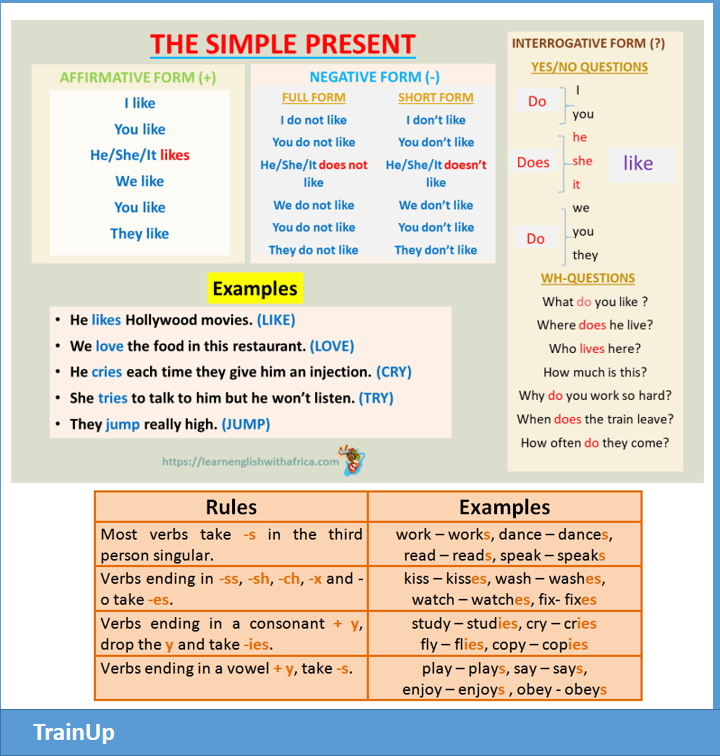 THE SIMPLE PRESENT
AFFIRMATIVE FORM (+)
I like
You like
He/She/It likes
We like
You like
They like
NEGATIVE FORM (-)
FULL FORM
I do not like
You do not like
He/She/It does not
like
We do not like
You do not like
They do not like
SHORT FORM
I don't like
You don't like
He/She/It doesn't
like
We don't like
You don't like
They don't like
INTERROGATIVE FORM (?)
YES/NO QUESTIONS
Do
I
you
Does
he
she
it
like
Do
we
you
they
WH-QUESTIONS
What do you like ?
Where does he live?
Who lives here?
How much is this?
Why do you work so hard?
When does the train leave?
How often do they come?
Examples
• He likes Hollywood movies. (LIKE)
• We love the food in this restaurant. (LOVE)
• He cries each time they give him an injection. (CRY)
• She tries to talk to him but he won't listen. (TRY)
• They jump really high. (JUMP)
https://learnenglishwithafrica.com
Rules
Examples
Most verbs take -s in the third
person singular.
work – works, dance – dances,
read – reads, speak – speaks
Verbs ending in -ss, -sh, -ch, -x and -
o take -es.
kiss – kisses, wash – washes,
watch – watches, fix- fixes
Verbs ending in a consonant + y,
drop the y and take -ies.
study – studies, cry – cries
fly – flies, copy – copies
Verbs ending in a vowel + y, take -s.
play – plays, say – says,
enjoy – enjoys , obey - obeys
TrainUp